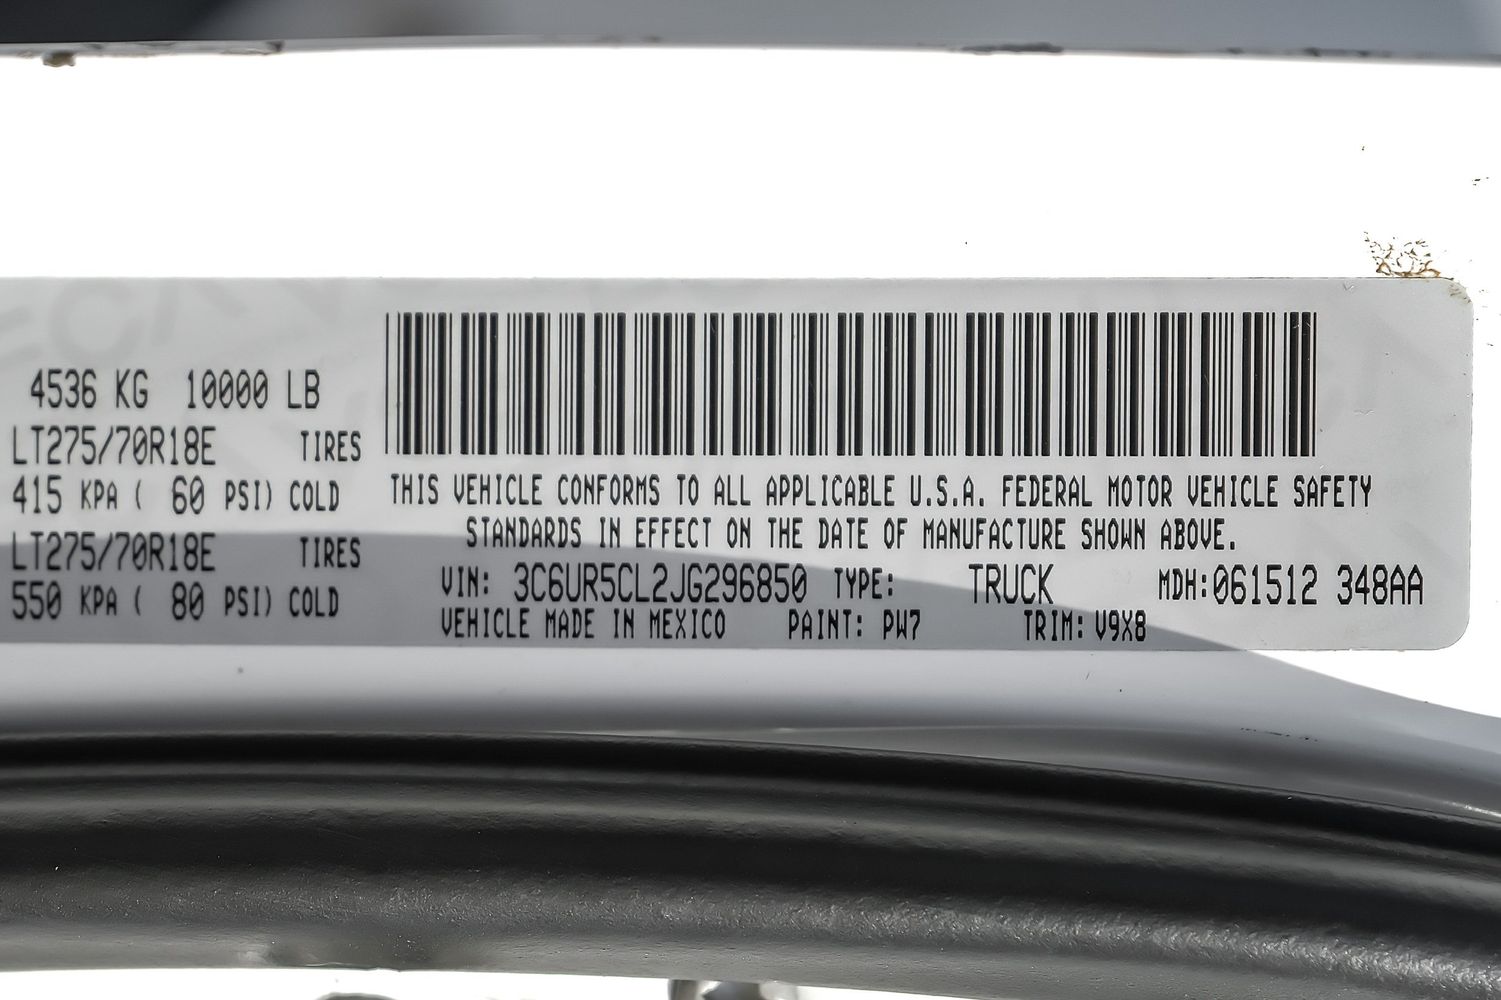 4536 KG 10000 LB
LT275/70R18E TIRES
415 KPA ( 60 PSI) COLD
LT275/70R18E TIRES
550 KPA ( 80 PSI) COLD
THIS VEHICLE CONFORMS TO ALL APPLICABLE U.S.A. FEDERAL MOTOR VEHICLE SAFETY
STANDARDS IN EFFECT ON THE DATE OF MANUFACTURE SHOWN ABOVE.
VIN: 3C6UR5CL2JG296850 TYPE: TRUCK MDH:061512 348AA
VEHICLE MADE IN MEXICO PAINT: PW7 TRIM: V9X8